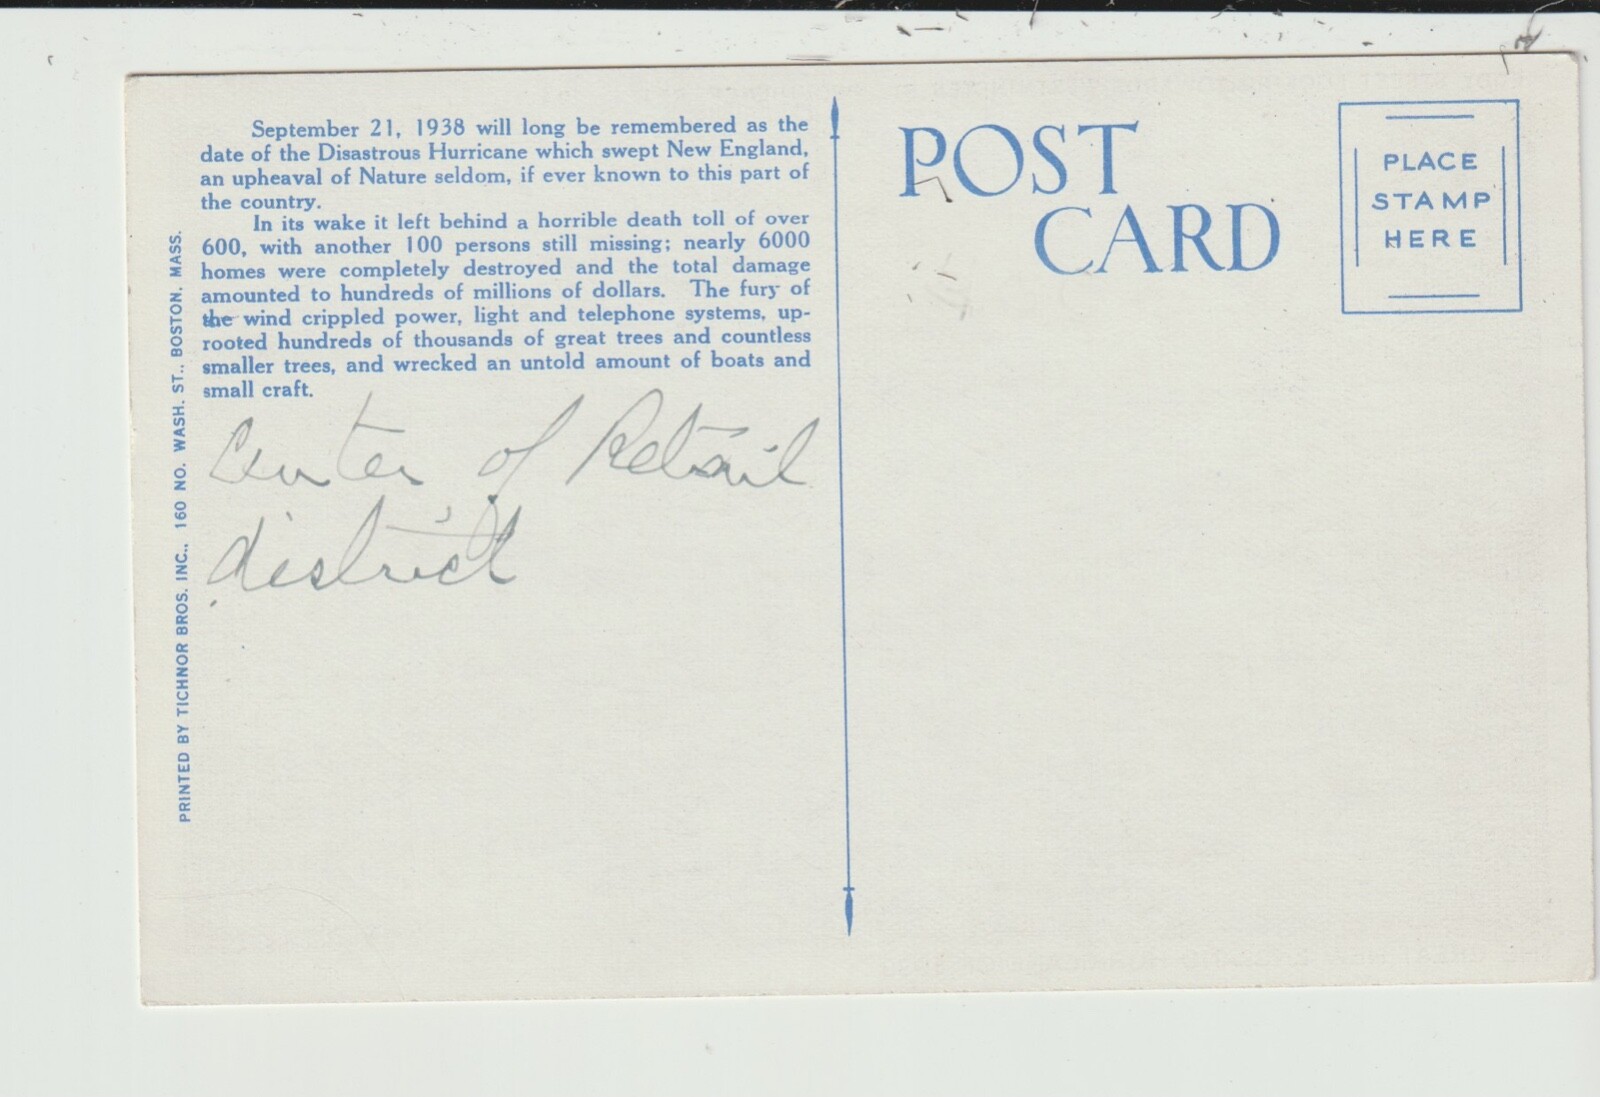 September 21, 1938 will long be remembered as the
date of the Disastrous Hurricane which swept New England,
an upheaval of Nature seldom, if ever known to this part of
the country.
In its wake it left behind a horrible death toll of over
600, with another 100 persons still missing; nearly 6000
homes were completely destroyed and the total damage
amounted to hundreds of millions of dollars. The fury of
the wind crippled power, light and telephone systems, up-
rooted hundreds of thousands of great trees and countless
smaller trees, and wrecked an untold amount of boats and
small craft.
Center of Retail
district
PRINTED BY TICHNOR BROS. INC., 160 NO. WASH. ST., BOSTON. MASS.
POST
CARD
PLACE
STAMP
HERE